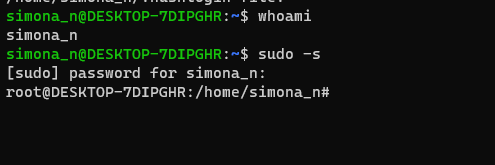 simona_n@DESKTOP-7DIPGHR:~$ whoami
simona_n
simona_n@DESKTOP-7DIPGHR:~$ sudo -s
[sudo] password for simona_n:
root@DESKTOP-7DIPGHR:/home/simona_n#